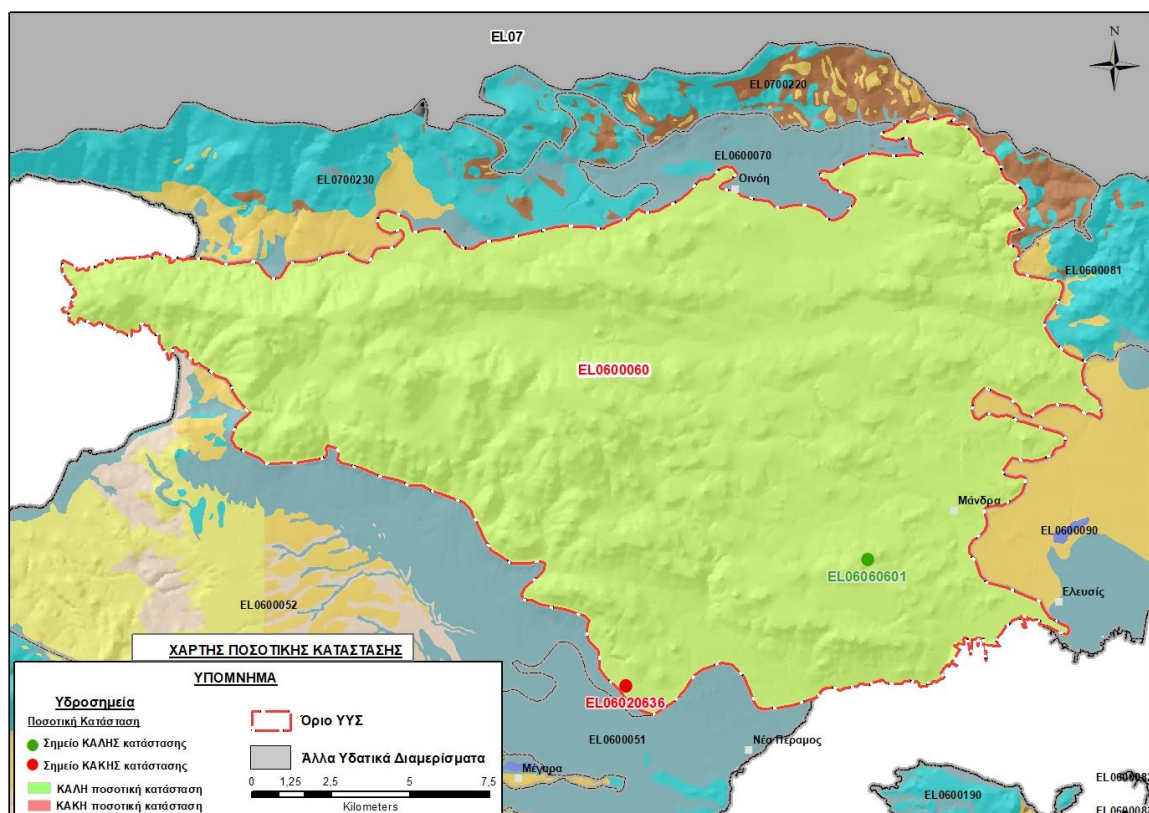 EL07
N
EL0700220
EL0600070
Οινόη
EL0700230
EL0600081
EL0600060
Μάνδρα
EL0600090
EL06060601
Ελευσίς
EL0600052
ΧΑΡΤΗΣ ΠΟΣΟΤΙΚΗΣ ΚΑΤΑΣΤΑΣΗΣ
EL06020636
EL0600051
Νέα Πέραμος
Μέγαρα
EL0600190
ΥΠΟΜΝΗΜΑ
Υδροσημεία
Ποσοτική Κατάσταση
Σημείο ΚΑΛΗΣ κατάστασης
Σημείο ΚΑΚΗΣ κατάστασης
ΚΑΛΗ ποσοτική κατάσταση
ΚΑΚΗ ποσοτική κατάσταση
Όριο ΥΥΣ
Άλλα Υδατικά Διαμερίσματα
0 1,25 2,5 5 7,5
Kilometers